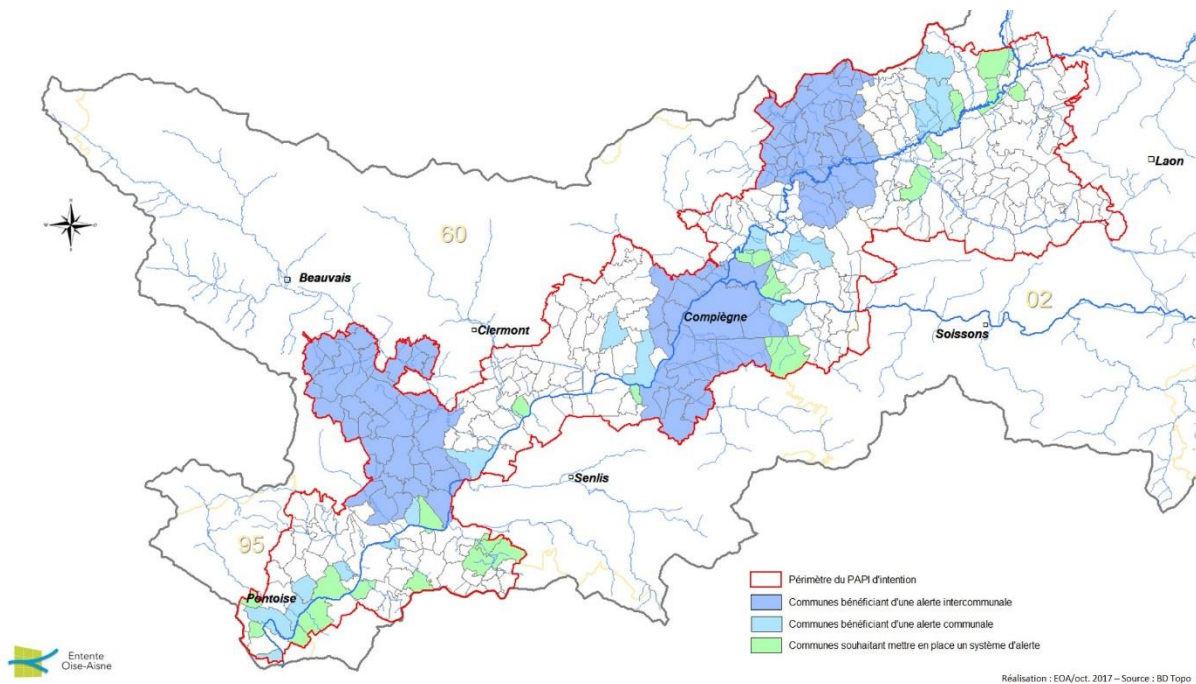 Laon
60
Beauvais
02
Clermont
Compiègne
Soissons
Senlis
95
Pontoise
Périmètre du PAPI d'intention
Communes bénéficiant d'une alerte intercommunale
Communes bénéficiant d'une alerte communale
Communes souhaitant mettre en place un système d'alerte
Entente
Oise-Aisne
Réalisation : EOA/oct. 2017 – Source : BD Topo